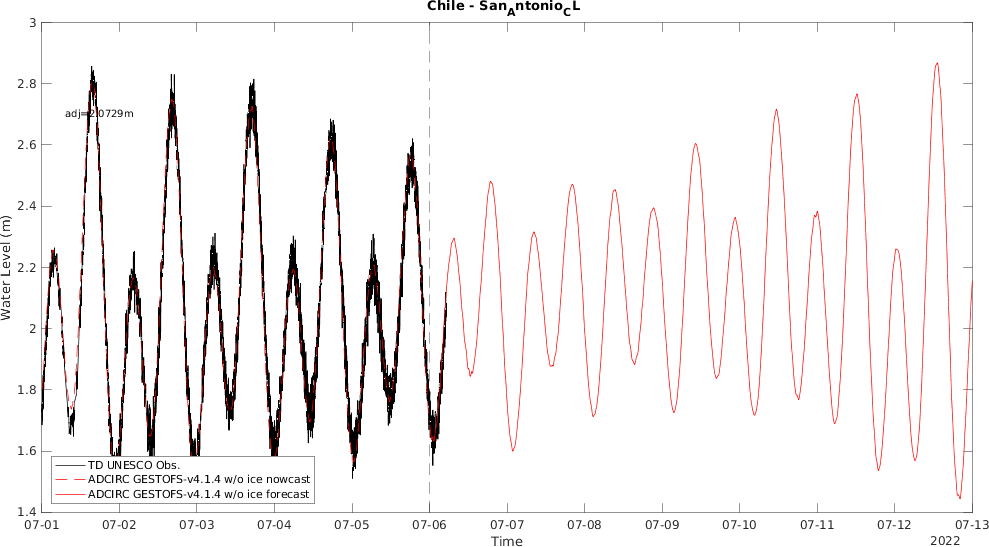 Chile - SanAntonioCL
3
2.8
2.6
2.4
2.2
2
1.8
1.6
1.4
Water Level (m)
adj=2.0729m
TD UNESCO Obs.
ADCIRC GESTOFS-v4.1.4 w/o ice nowcast
ADCIRC GESTOFS-v4.1.4 w/o ice forecast
07-01 07-02 07-03 07-04 07-05 07-06 07-07 07-08 07-09 07-10 07-11 07-12 07-13
Time
2022